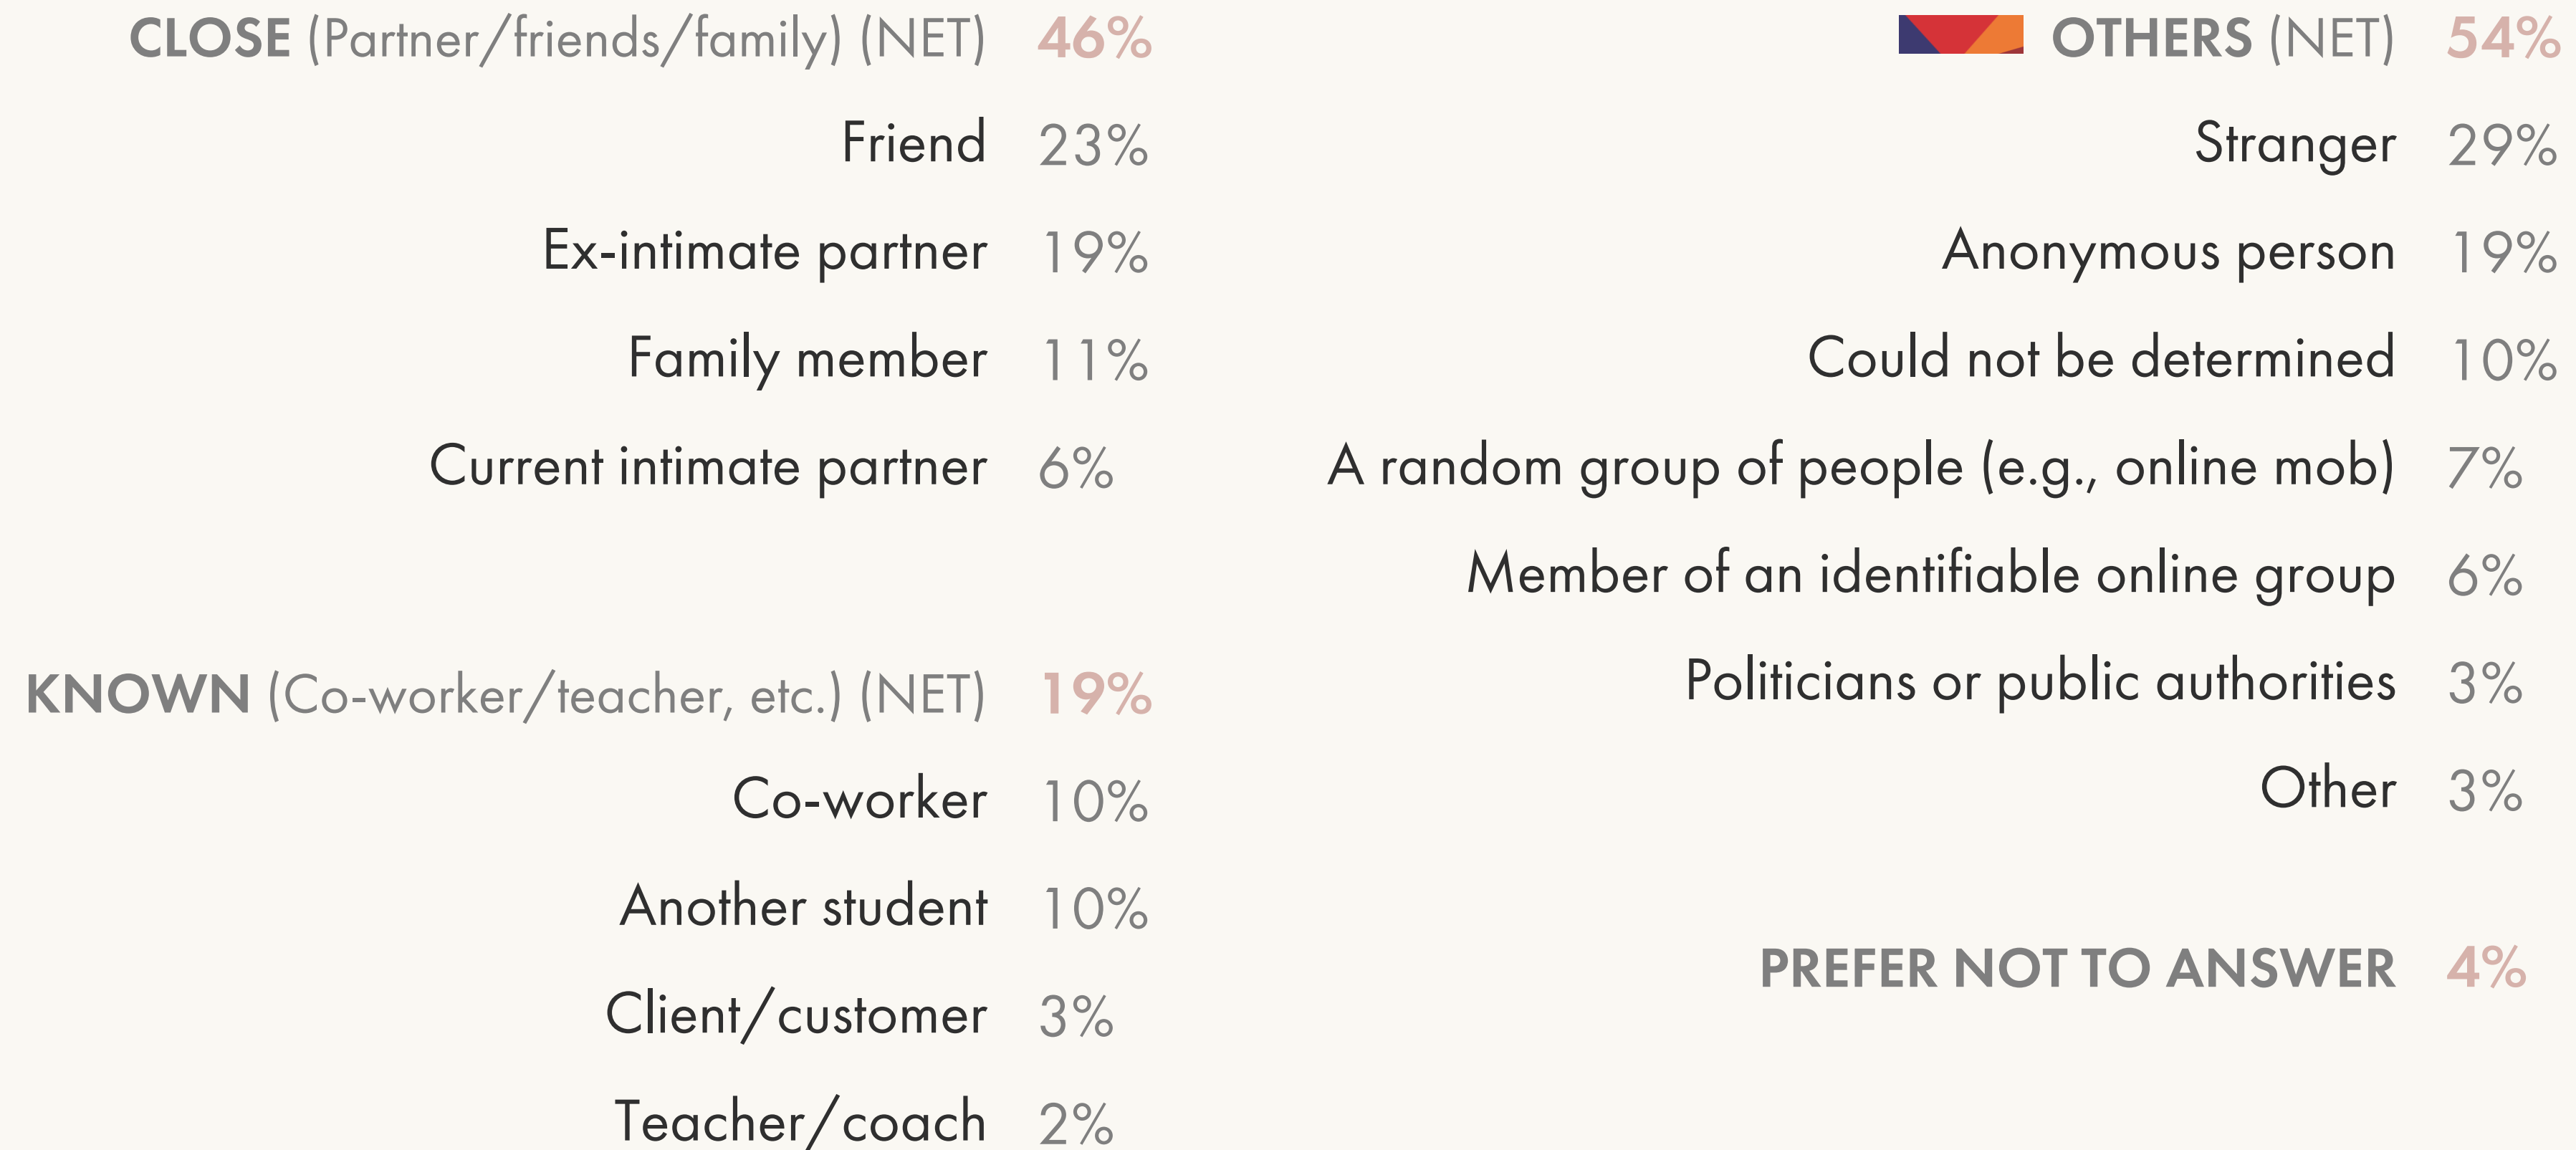 CLOSE (Partner/friends/family) (NET) 46%
Friend 23%
Ex-intimate partner 19%
Family member 11%
Current intimate partner 6%
KNOWN (Co-worker/teacher, etc.) (NET) 19%
Co-worker 10%
Another student 10%
Client/customer 3%
Teacher/coach 2%
OTHERS (NET) 54%
Stranger 29%
Anonymous person 19%
Could not be determined 10%
A random group of people (e.g., online mob) 7%
Member of an identifiable online group 6%
Politicians or public authorities 3%
Other 3%
PREFER NOT TO ANSWER 4%